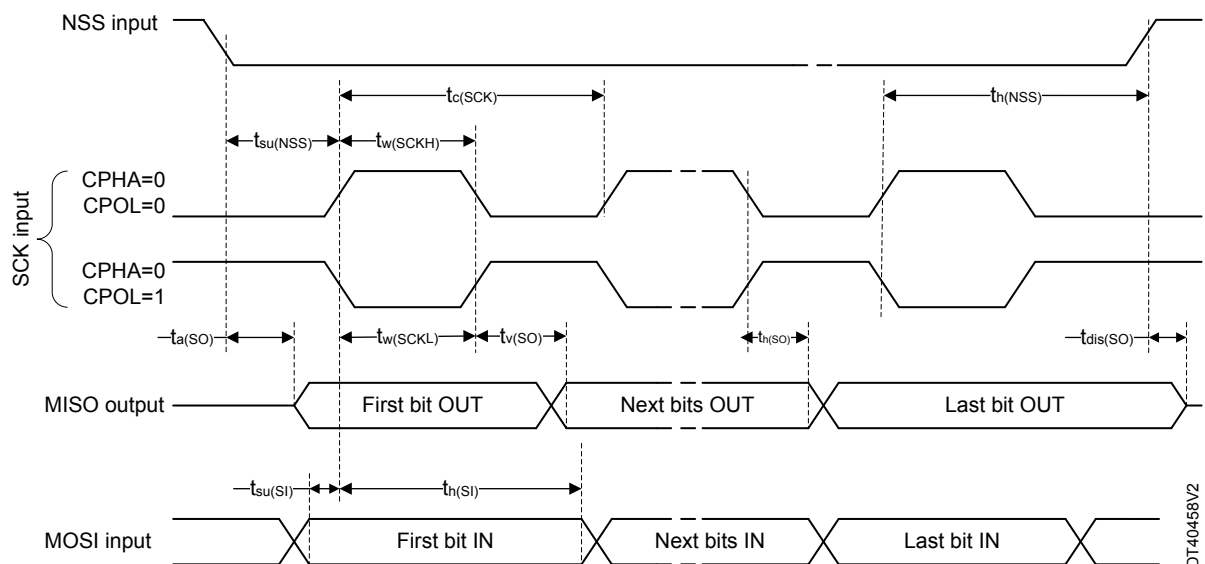 NSS input
tc(SCK)
th(NSS)
tsu(NSS)
tw(SCKH)
SCK input
CPHA=0
CPOL=0
CPHA=0
CPOL=1
ta(SO)
tw(SCKL)
tv(SO)
th(SO)
tdis(SO)
MISO output
First bit OUT
Next bits OUT
Last bit OUT
tsu(SI)
th(SI)
MOSI input
First bit IN
Next bits IN
Last bit IN
DT40458V2